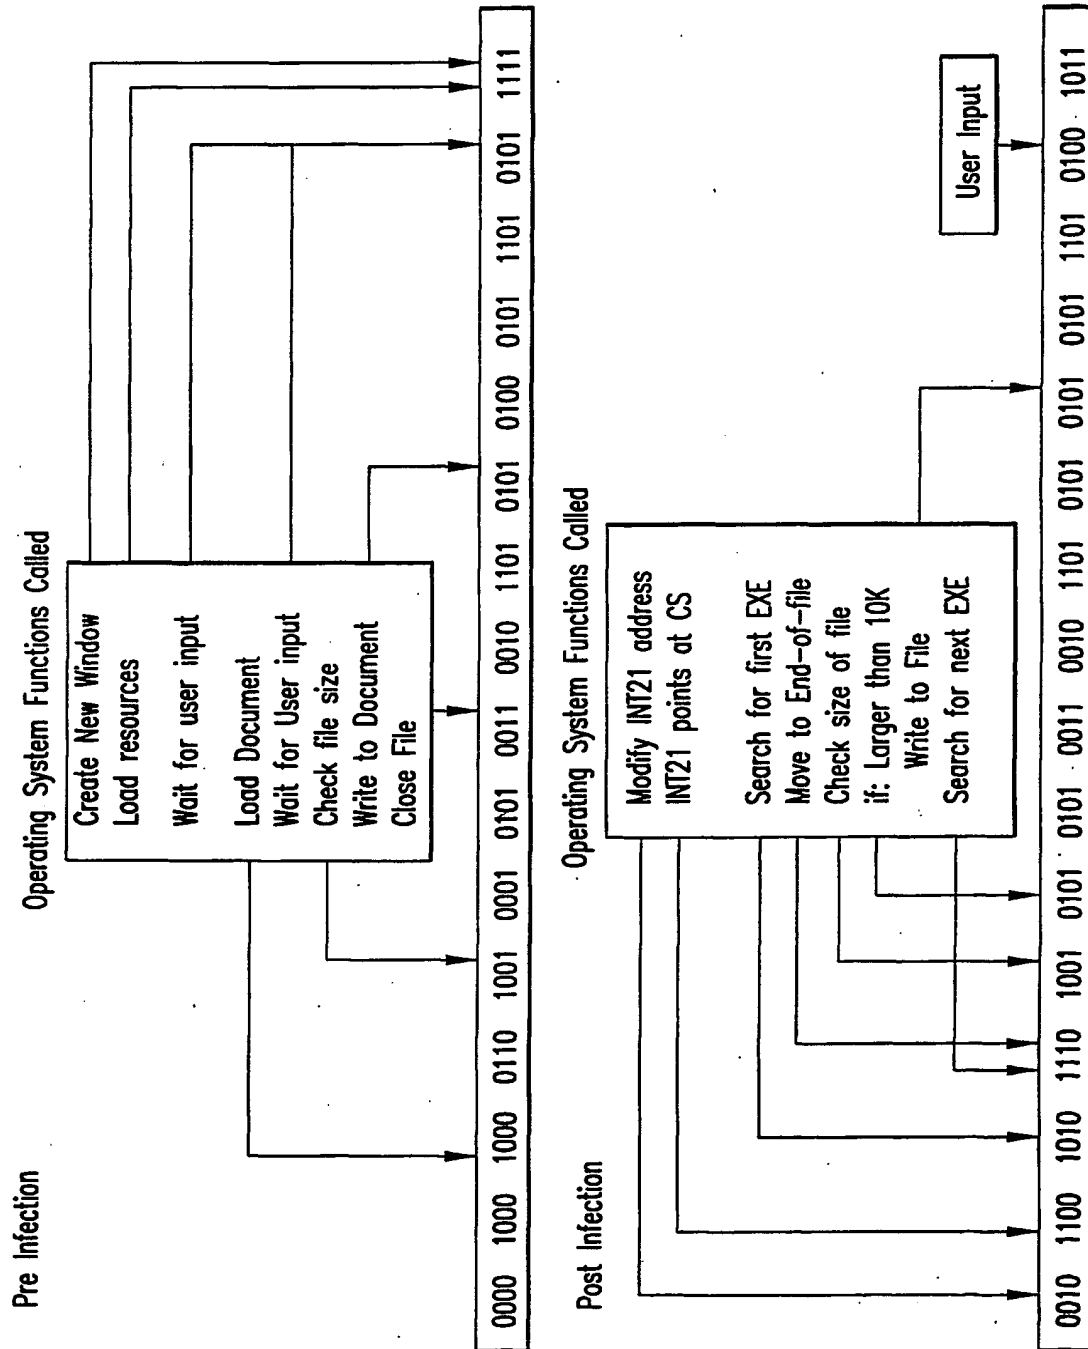 Pre Infection
Operating System Functions Called
Create New Window
Load resources
Wait for user input
Load Document
Wait for User input
Check file size
Write to Document
Close File
0000 1000 1000 0110 1001 0001 0101 0011 0010 1101 0101 0100 0101 1101 0101 1111
Post Infection
Operating System Functions Called
Modify INT21 address
INT21 points at CS
Search for first EXE
Move to End-of-file
Check size of file
if: Larger than 10K
Write to File
Search for next EXE
User Input
0010 1100 1010 1110 1001 0101 0101 0011 0010 1101 0101 0101 0101 1101 0100 1011